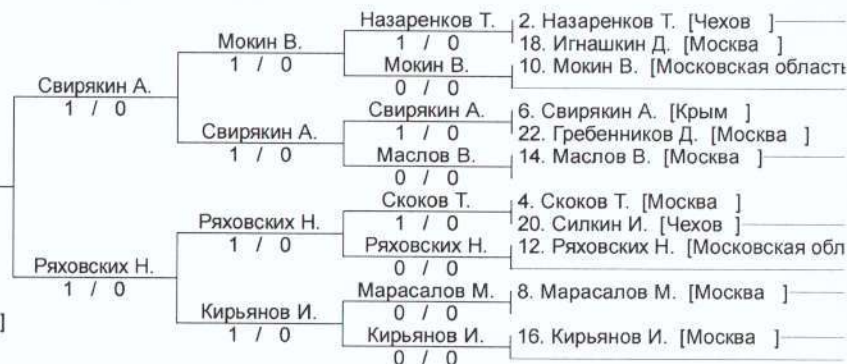 Назаренков Т.
2. Назаренков Т. [Чехов ]
1 / 0
18. Игнашкин Д. [Москва ]
Мокин В.
1 / 0
Мокин В.
10. Мокин В. [Московская область
0 / 0
Свирякин А.
1 / 0
Свирякин А.
6. Свирякин А. [Крым ]
1 / 0
22. Гребенников Д. [Москва ]
Свирякин А.
1 / 0
Маслов В.
14. Маслов В. [Москва ]
0 / 0
Скоков Т.
4. Скоков Т. [Москва ]
1 / 0
20. Силкин И. [Чехов ]
Ряховских Н.
1 / 0
Ряховских Н.
12. Ряховских Н. [Московская обл
0 / 0
Ряховских Н.
1 / 0
Марасалов М.
8. Марасалов М. [Москва ]
0 / 0
Кирьянов И.
1 / 0
]
Кирьянов И.
16. Кирьянов И. [Москва ]
0 / 0